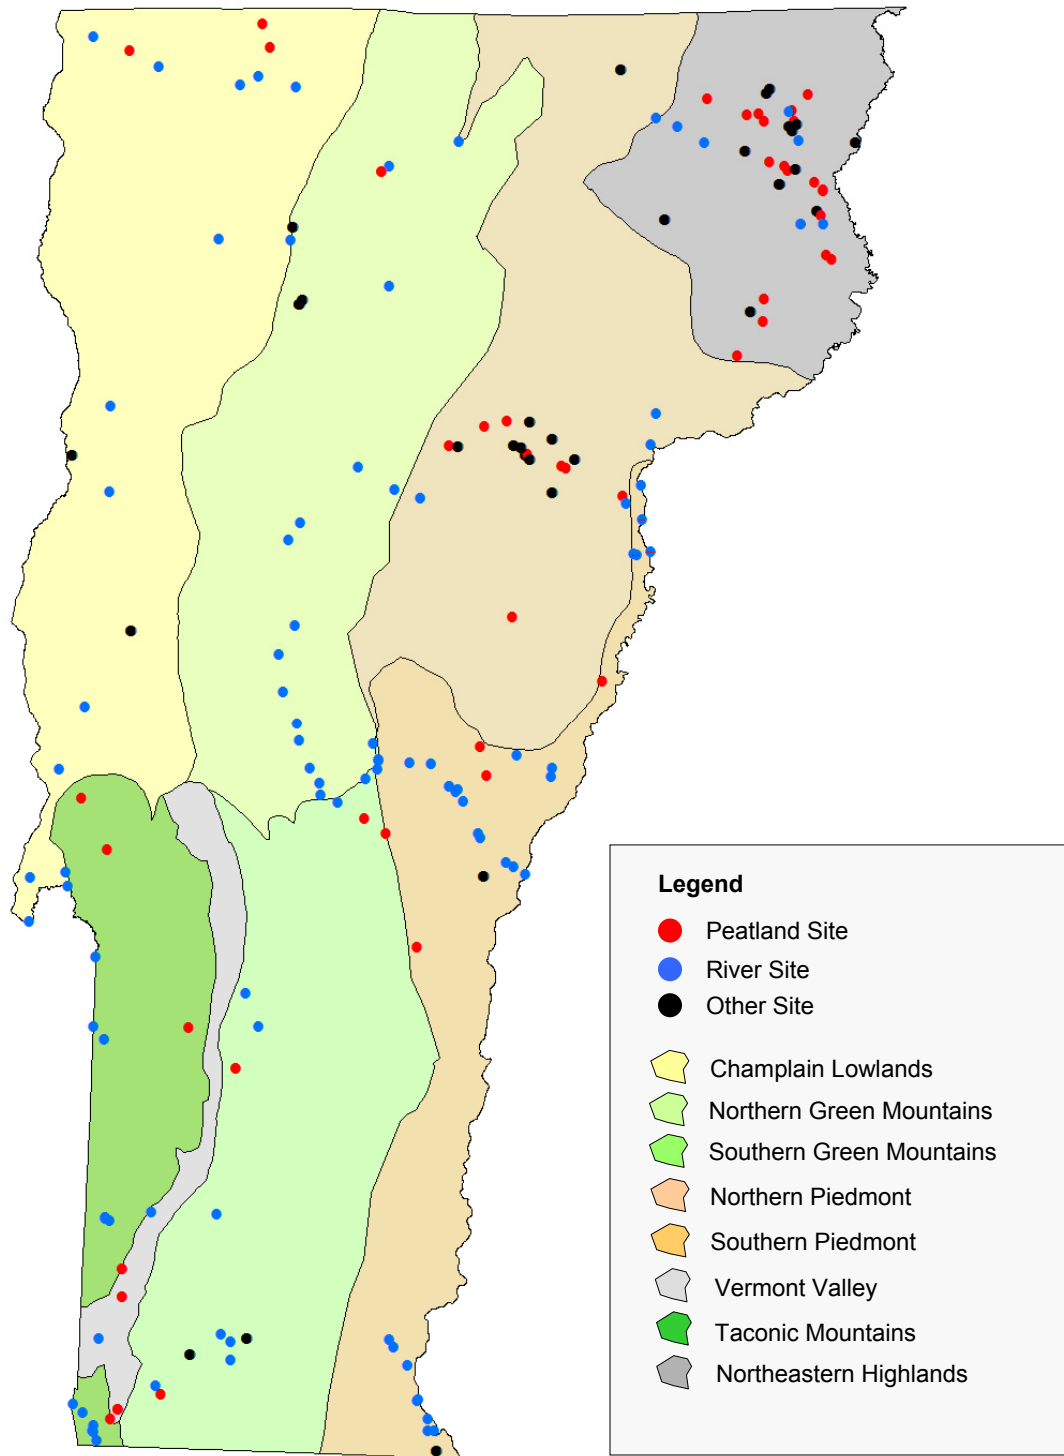 Legend
Peatland Site
River Site
Other Site
Champlain Lowlands
Northern Green Mountains
Southern Green Mountains
Northern Piedmont
Southern Piedmont
Vermont Valley
Taconic Mountains
Northeastern Highlands